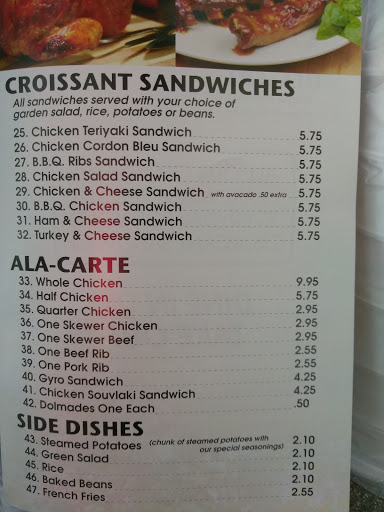 CROISSANT SANDWICHES
All sandwiches served with your choice of
garden salad, rice, potatoes or beans.
25. Chicken Teriyaki Sandwich 5.75
26. Chicken Cordon Bleu Sandwich 5.75
27. B.B.Q. Ribs Sandwich 5.75
28. Chicken Salad Sandwich 5.75
29. Chicken & Cheese Sandwich with avocado .50 extra 5.75
30. B.B.Q. Chicken Sandwich 5.75
31. Ham & Cheese Sandwich 5.75
32. Turkey & Cheese Sandwich 5.75
ALA-CARTE
33. Whole Chicken 9.95
34. Half Chicken 5.75
35. Quarter Chicken 2.95
36. One Skewer Chicken 2.95
37. One Skewer Beef 2.95
38. One Beef Rib 2.55
39. One Pork Rib 2.55
40. Gyro Sandwich 4.25
41. Chicken Souvlaki Sandwich 4.25
42. Dolmades One Each .50
SIDE DISHES
43. Steamed Potatoes (chunk of steamed potatoes with 2.10
our special seasonings)
44. Green Salad 2.10
45. Rice 2.10
46. Baked Beans 2.10
47. French Fries 2.55